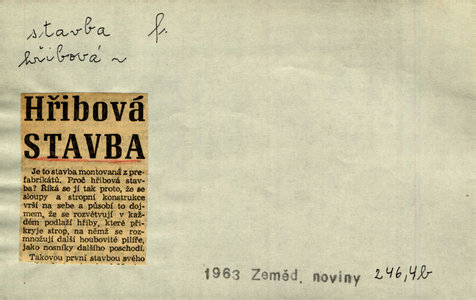 stavba f.
hřibová ~
Hřibová
STAVBA
Je to stavba montovaná z pre-
fabrikátů. Proč hřibová stav-
ba? Říká se jí tak proto, že se
sloupy a stropní konstrukce
vrší na sebe a působí to doj-
mem, že se rozvětvují v kaž-
dém podlaží hřiby, které při-
kryje strop, na němž se roz-
množují další houbovité pilíře,
jako nosníky dalšího poschodí.
Takovou první stavbou svého
1963 Zeměd. noviny 246,4b